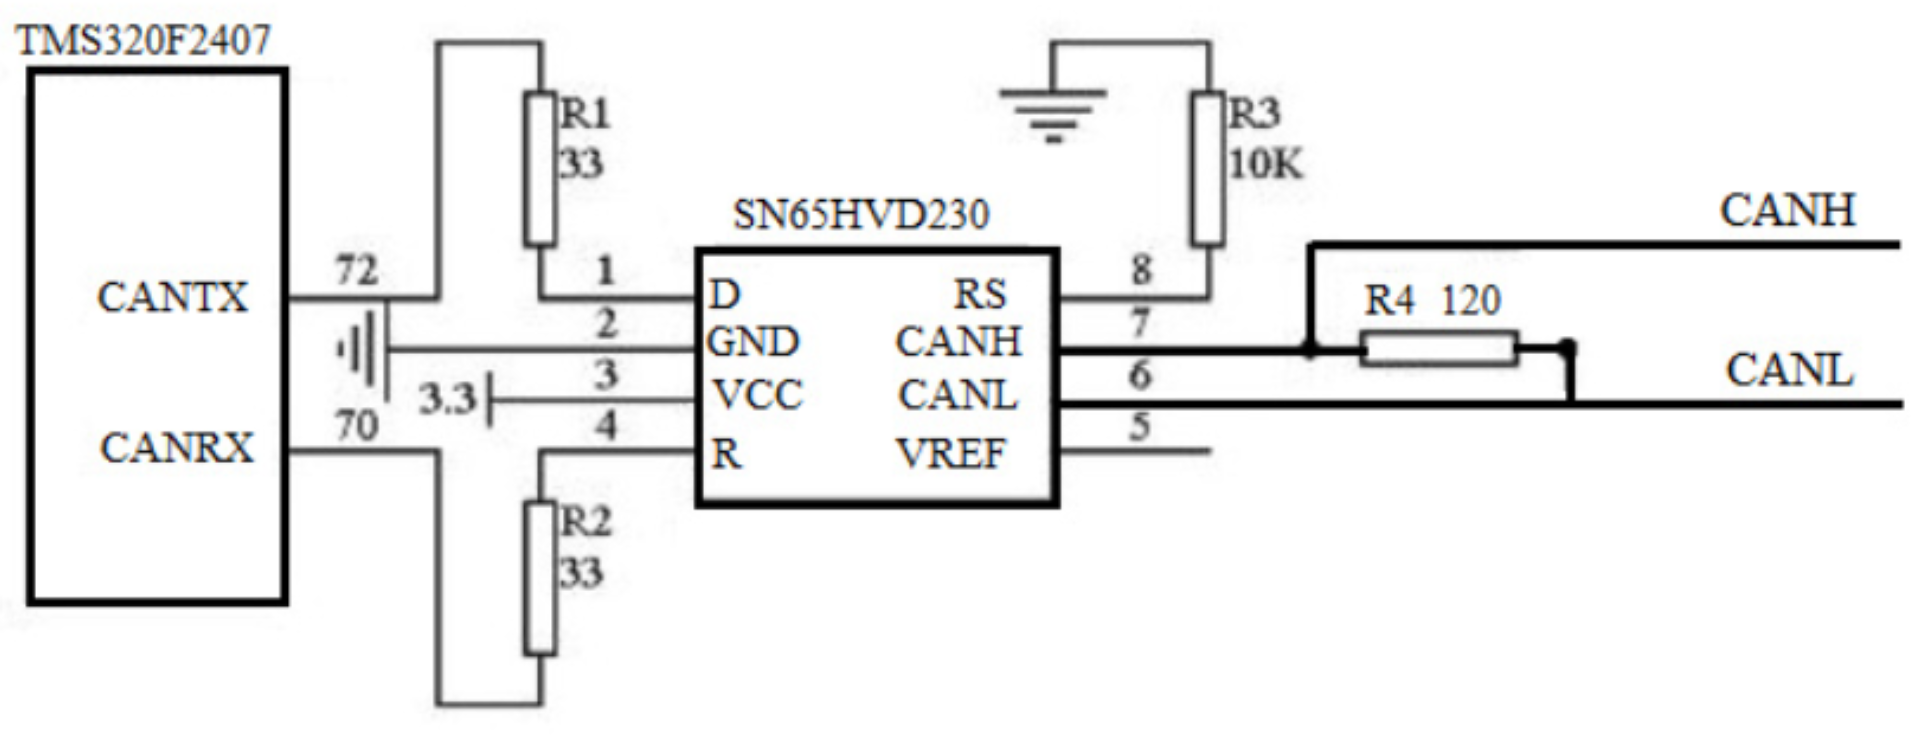 TMS320F2407
CANTX
CANRX
72
70
R1
33
R2
33
3.3
1
2
3
4
SN65HVD230
D
GND
VCC
R
RS
CANH
CANL
VREF
8
7
6
5
R3
10K
R4 120
CANH
CANL